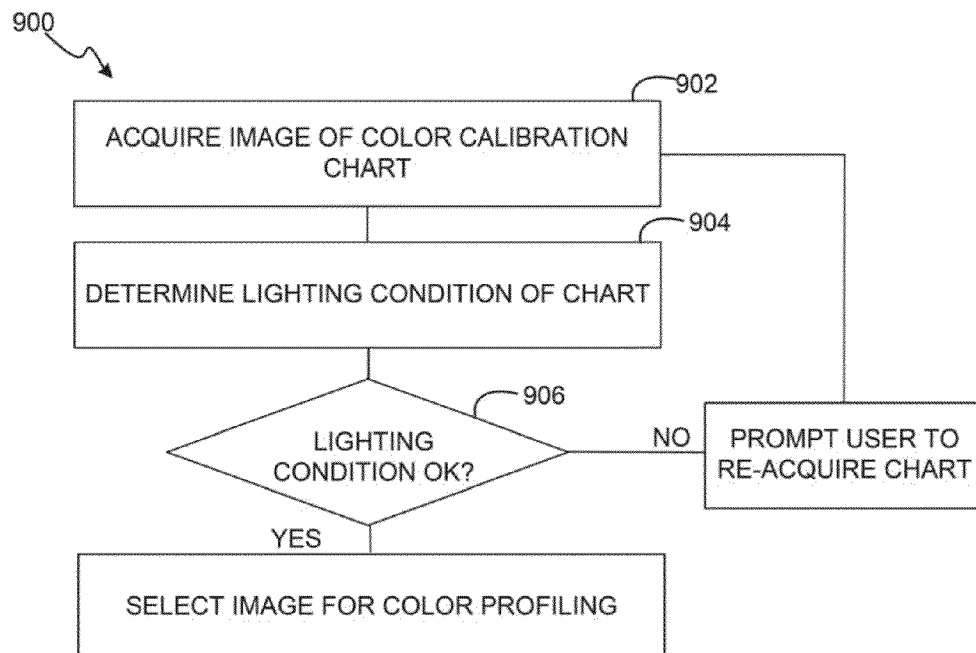 900
902
ACQUIRE IMAGE OF COLOR CALIBRATION
CHART
904
DETERMINE LIGHTING CONDITION OF CHART
906
LIGHTING
CONDITION OK?
NO
PROMPT USER TO
RE-ACQUIRE CHART
YES
SELECT IMAGE FOR COLOR PROFILING